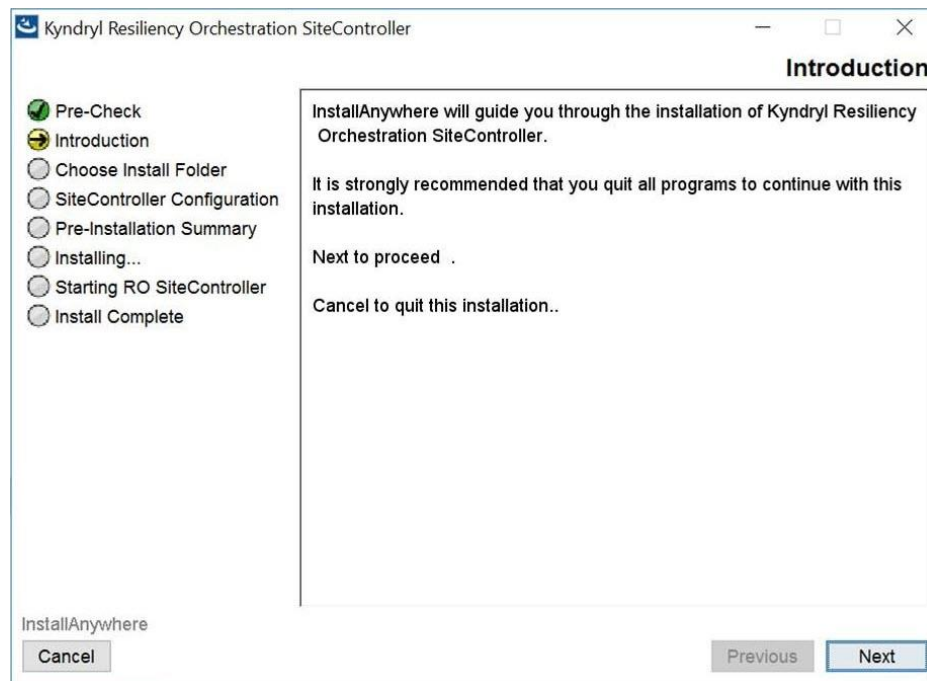 Kyndryl Resiliency Orchestration SiteController
Introduction
Pre-Check
Introduction
Choose Install Folder
SiteController Configuration
Pre-Installation Summary
Installing...
Starting RO SiteController
Install Complete
InstallAnywhere will guide you through the installation of Kyndryl Resiliency
Orchestration SiteController.
It is strongly recommended that you quit all programs to continue with this
installation.
Next to proceed  .
Cancel to quit this installation..
InstallAnywhere
Cancel
Previous
Next